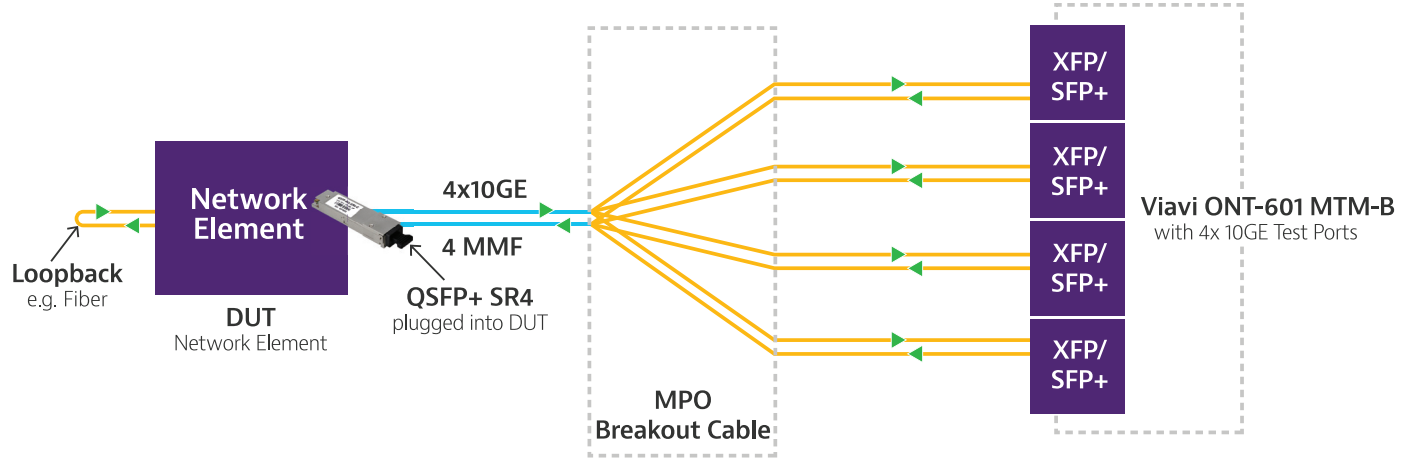 Loopback
e.g. Fiber
Network
Element
DUT
Network Element
4x10GE
4 MMF
QSFP+ SR4
plugged into DUT
MPO
Breakout Cable
XFP/
SFP+
XFP/
SFP+
XFP/
SFP+
XFP/
SFP+
Viavi ONT-601 MTM-B
with 4x 10GE Test Ports